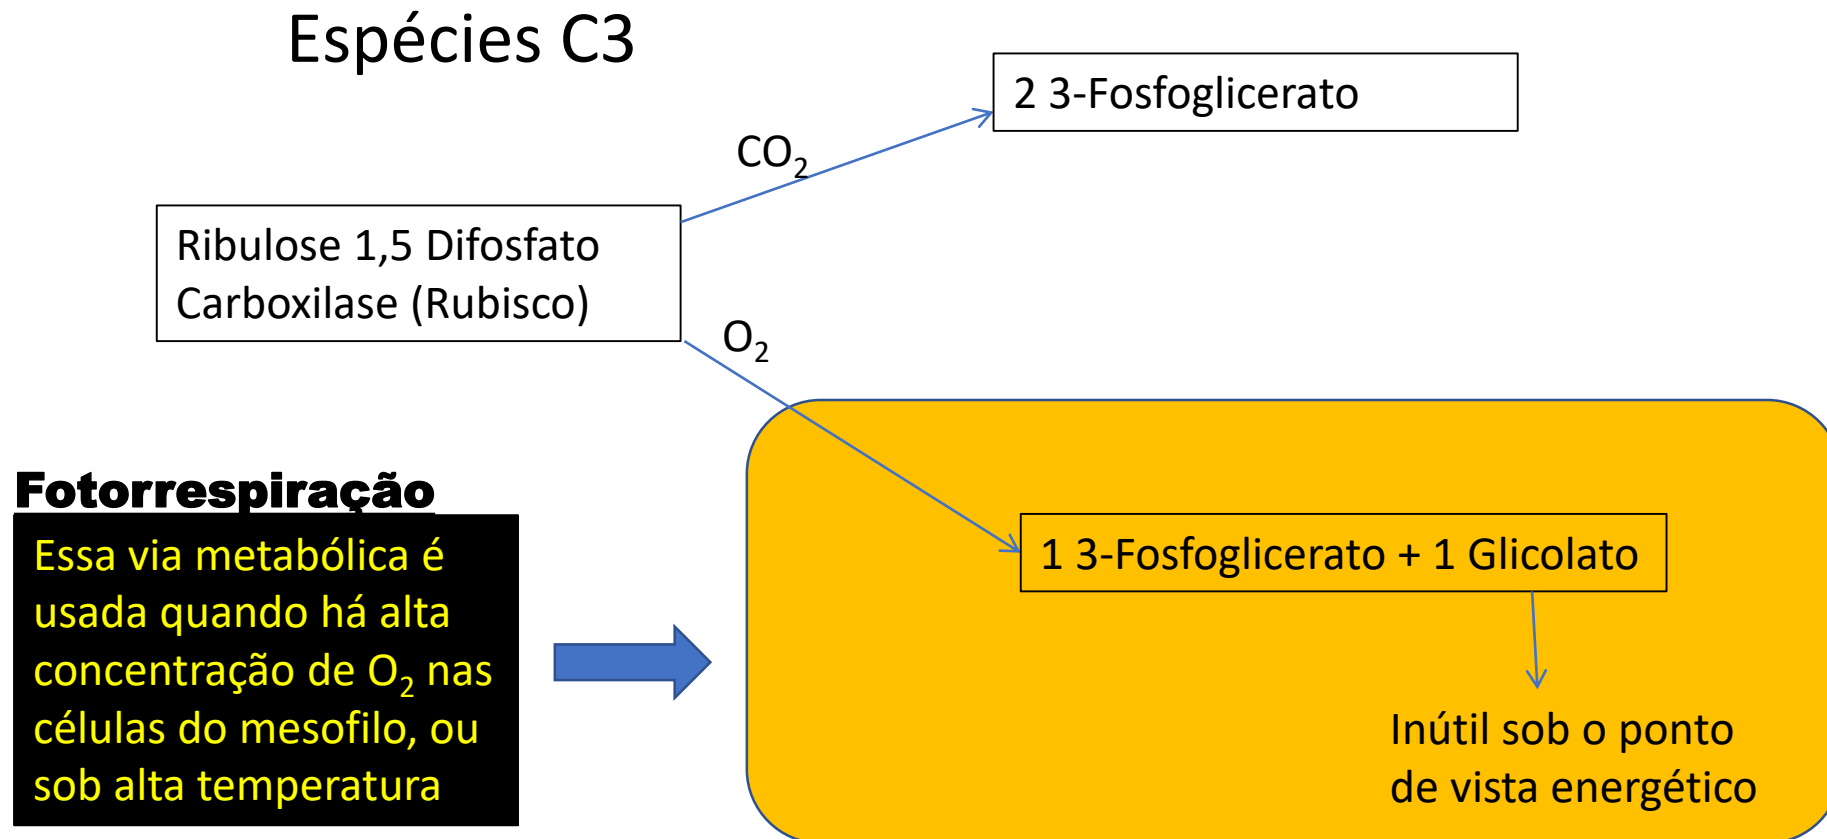 Espécies C3
2 3-Fosfoglicerato
CO₂
Ribulose 1,5 Difosfato
Carboxilase (Rubisco)
O₂
Fotorrespiração
Essa via metabólica é
usada quando há alta
concentração de O₂ nas
células do mesofilo, ou
sob alta temperatura
1 3-Fosfoglicerato + 1 Glicolato
Inútil sob o ponto
de vista energético